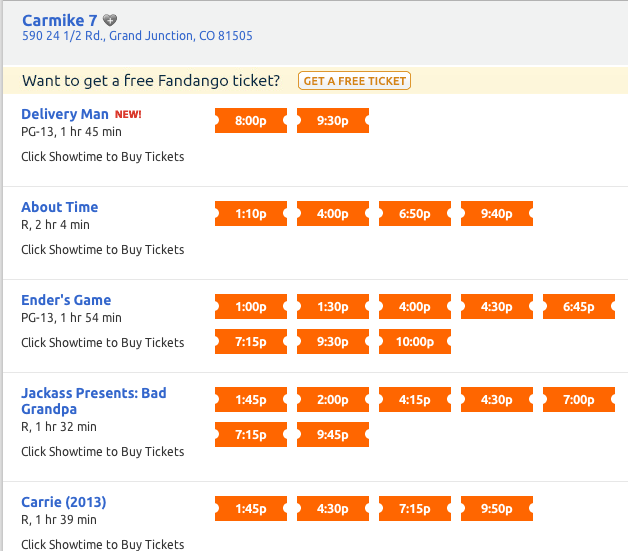 Carmike 7
590 24 1/2 Rd., Grand Junction, CO 81505
Want to get a free Fandango ticket? GET A FREE TICKET
Delivery Man NEW!
PG-13, 1 hr 45 min
Click Showtime to Buy Tickets
8:00p 9:30p
About Time
R, 2 hr 4 min
Click Showtime to Buy Tickets
1:10p 4:00p 6:50p 9:40p
Ender's Game
PG-13, 1 hr 54 min
Click Showtime to Buy Tickets
1:00p 1:30p 4:00p 4:30p 6:45p
7:15p 9:30p 10:00p
Jackass Presents: Bad
Grandpa
R, 1 hr 32 min
Click Showtime to Buy Tickets
1:45p 2:00p 4:15p 4:30p 7:00p
7:15p 9:45p
Carrie (2013)
R, 1 hr 39 min
Click Showtime to Buy Tickets
1:45p 4:30p 7:15p 9:50p